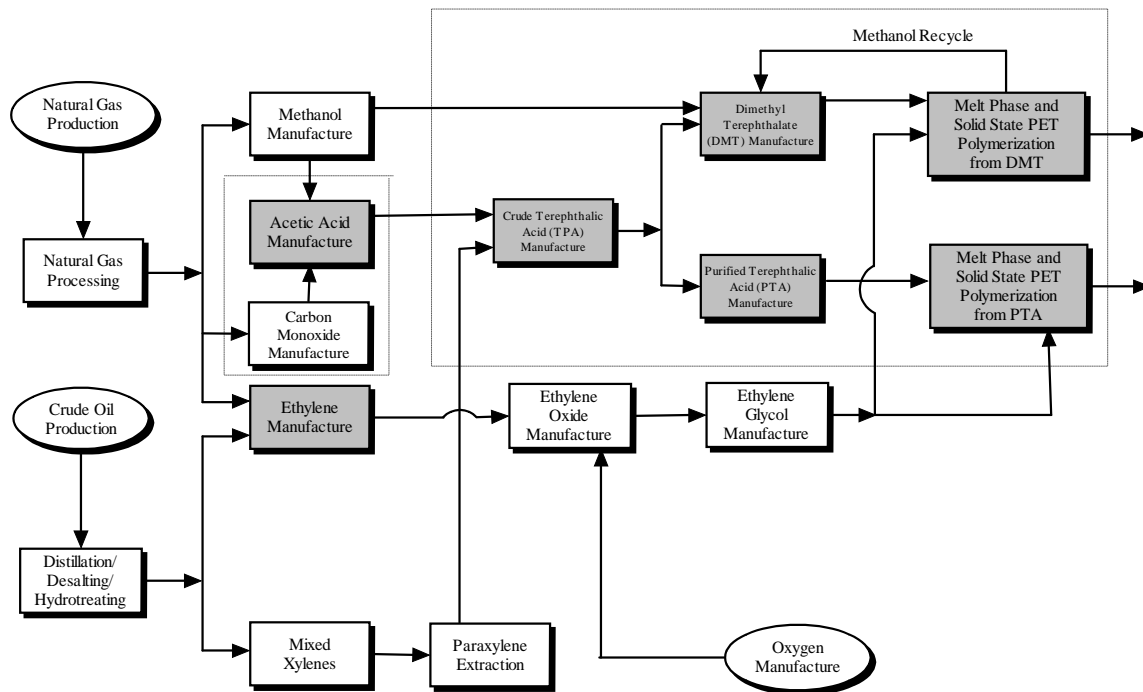 Methanol Recycle
Natural Gas
Production
Methanol
Manufacture
Dimethyl
Terephthalate
(DMT) Manufacture
Melt Phase and
Solid State PET
Polymerization
from DMT
Acetic Acid
Manufacture
Crude Terephthalic
Acid (TPA)
Manufacture
Natural Gas
Processing
Purified Terephthalic
Acid (PTA)
Manufacture
Melt Phase and
Solid State PET
Polymerization
from PTA
Carbon
Monoxide
Manufacture
Crude Oil
Production
Ethylene
Manufacture
Ethylene
Oxide
Manufacture
Ethylene
Glycol
Manufacture
Distillation/
Desalting/
Hydrotreating
Mixed
Xylenes
Paraxylene
Extraction
Oxygen
Manufacture